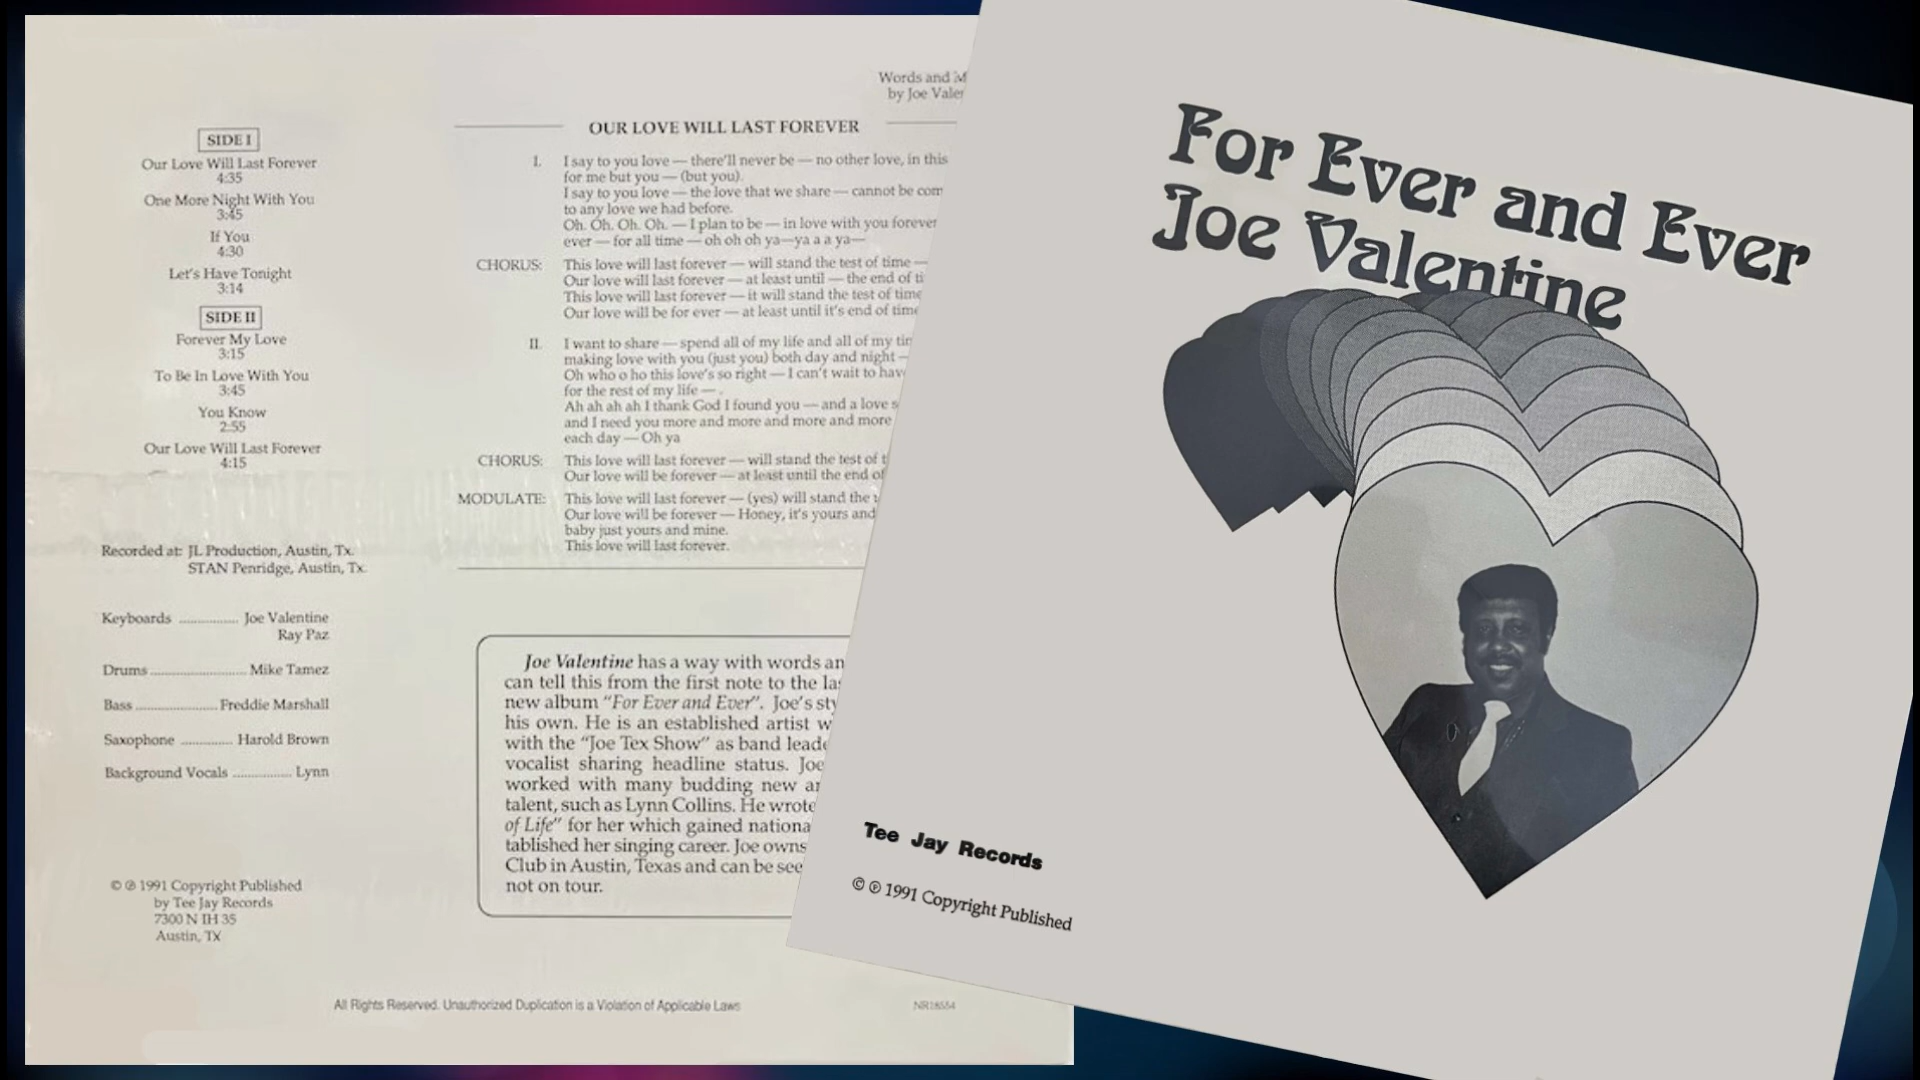 Words and
by Joe
SIDE I
Our Love Will Last Forever
4:35
One More Night With You
3:45
If You
4:30
Let's Have Tonight
3:14
SIDE II
Forever My Love
3:15
To Be In Love With You
3:45
You Know
2:55
Our Love Will Last Forever
4:15
Recorded at: JL Production, Austin, Tx.
STAN Penridge, Austin, Tx.
Keyboards .............. Joe Valentine
Ray Paz
Drums ....................... Mike Tamez
Bass ................... Freddie Marshall
Saxophone ............ Harold Brown
Background Vocals .............. Lynn
© ℗ 1991 Copyright Published
by Tee Jay Records
7300 N IH 35
Austin, TX
OUR LOVE WILL LAST FOREVER
I. I say to you love — there'll never be — no other love, in this
for me but you — (but you).
I say to you love — the love that we share — cannot be com
to any love we had before.
Oh. Oh. Oh. Oh. — I plan to be — in love with you forever
ever — for all time — oh oh oh ya—ya a a ya—
CHORUS: This love will last forever — will stand the test of time —
Our love will last forever — at least until — the end of
This love will last forever — it will stand the test of time
Our love will be for ever — at least until it's end of time
II. I want to share — spend all of my life and all of my
making love with you (just you) both day and night —
Oh who o ho this love's so right — I can't wait to
for the rest of my life — .
Ah ah ah ah I thank God I found you — and a love
and I need you more and more and more and more
each day — Oh ya
CHORUS: This love will last forever — will stand the test of
Our love will be forever — at least until the end of
MODULATE: This love will last forever — (yes) will stand the
Our love will be forever — Honey, it's yours and
baby just yours and mine.
This love will last forever.
Joe Valentine has a way with words an
can tell this from the first note to the la
new album "For Ever and Ever". Joe's
his own. He is an established artist w
with the "Joe Tex Show" as band
vocalist sharing headline status. Joe
worked with many budding new
talent, such as Lynn Collins. He wrote
of Life" for her which gained nationa
tablished her singing career. Joe owns
Club in Austin, Texas and can be see
not on tour.
All Rights Reserved. Unauthorized Duplication is a Violation of Applicable Laws
For Ever and Ever
Joe Valentine
Tee Jay Records
© ℗ 1991 Copyright Published